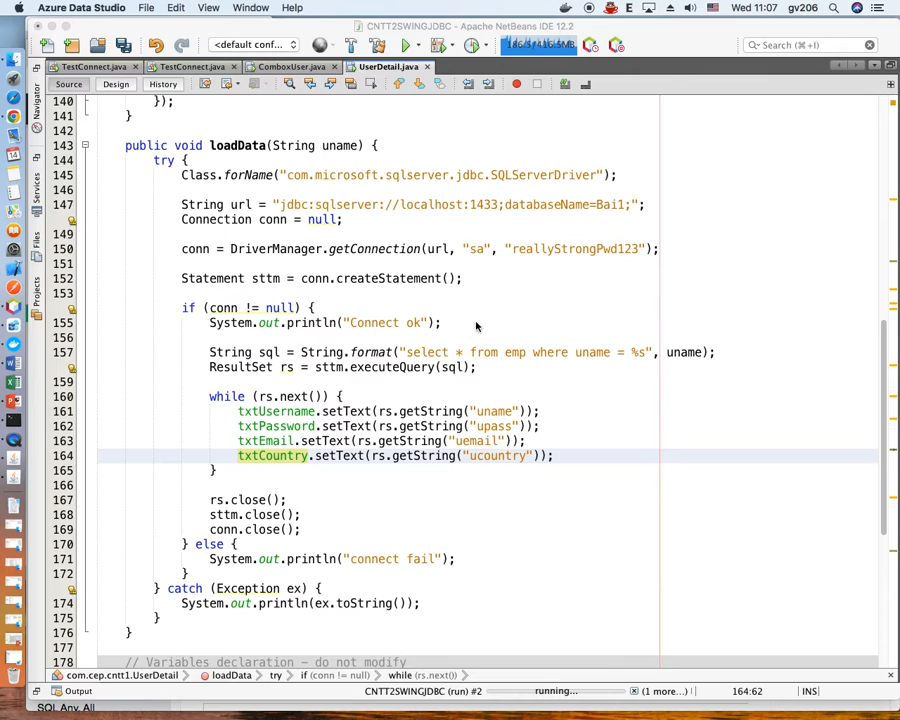 Azure Data Studio File Edit View Window Help Wed 11:07 gv206
CNTT2SWINGJDBC - Apache NetBeans IDE 12.2
<default conf... 186.5/416.5MB Search (⌘+I)
TestConnect.java TestConnect.java ComboxUser.java UserDetail.java
Source Design History
Navigator
Services
Files
Projects
140 });
141 }
142
143 public void loadData(String uname) {
144 try {
145 Class.forName("com.microsoft.sqlserver.jdbc.SQLServerDriver");
146
147 String url = "jdbc:sqlserver://localhost:1433;databaseName=Bai1;";
Connection conn = null;
149
150 conn = DriverManager.getConnection(url, "sa", "reallyStrongPwd123");
151
152 Statement sttm = conn.createStatement();
153
if (conn != null) {
155 System.out.println("Connect ok");
156
157 String sql = String.format("select * from emp where uname = %s", uname);
ResultSet rs = sttm.executeQuery(sql);
159
160 while (rs.next()) {
161 txtUsername.setText(rs.getString("uname"));
162 txtPassword.setText(rs.getString("upass"));
163 txtEmail.setText(rs.getString("uemail"));
164 txtCountry.setText(rs.getString("ucountry"));
165 }
166
167 rs.close();
168 sttm.close();
169 conn.close();
170 } else {
171 System.out.println("connect fail");
172 }
} catch (Exception ex) {
174 System.out.println(ex.toString());
175 }
176 }
177
178 // Variables declaration - do not modify
com.cep.cntt1.UserDetail loadData try if (conn != null) while (rs.next())
Output CNTT2SWINGJDBC (run) #2 running... (1 more...) 164:62 INS
SQL Any, All